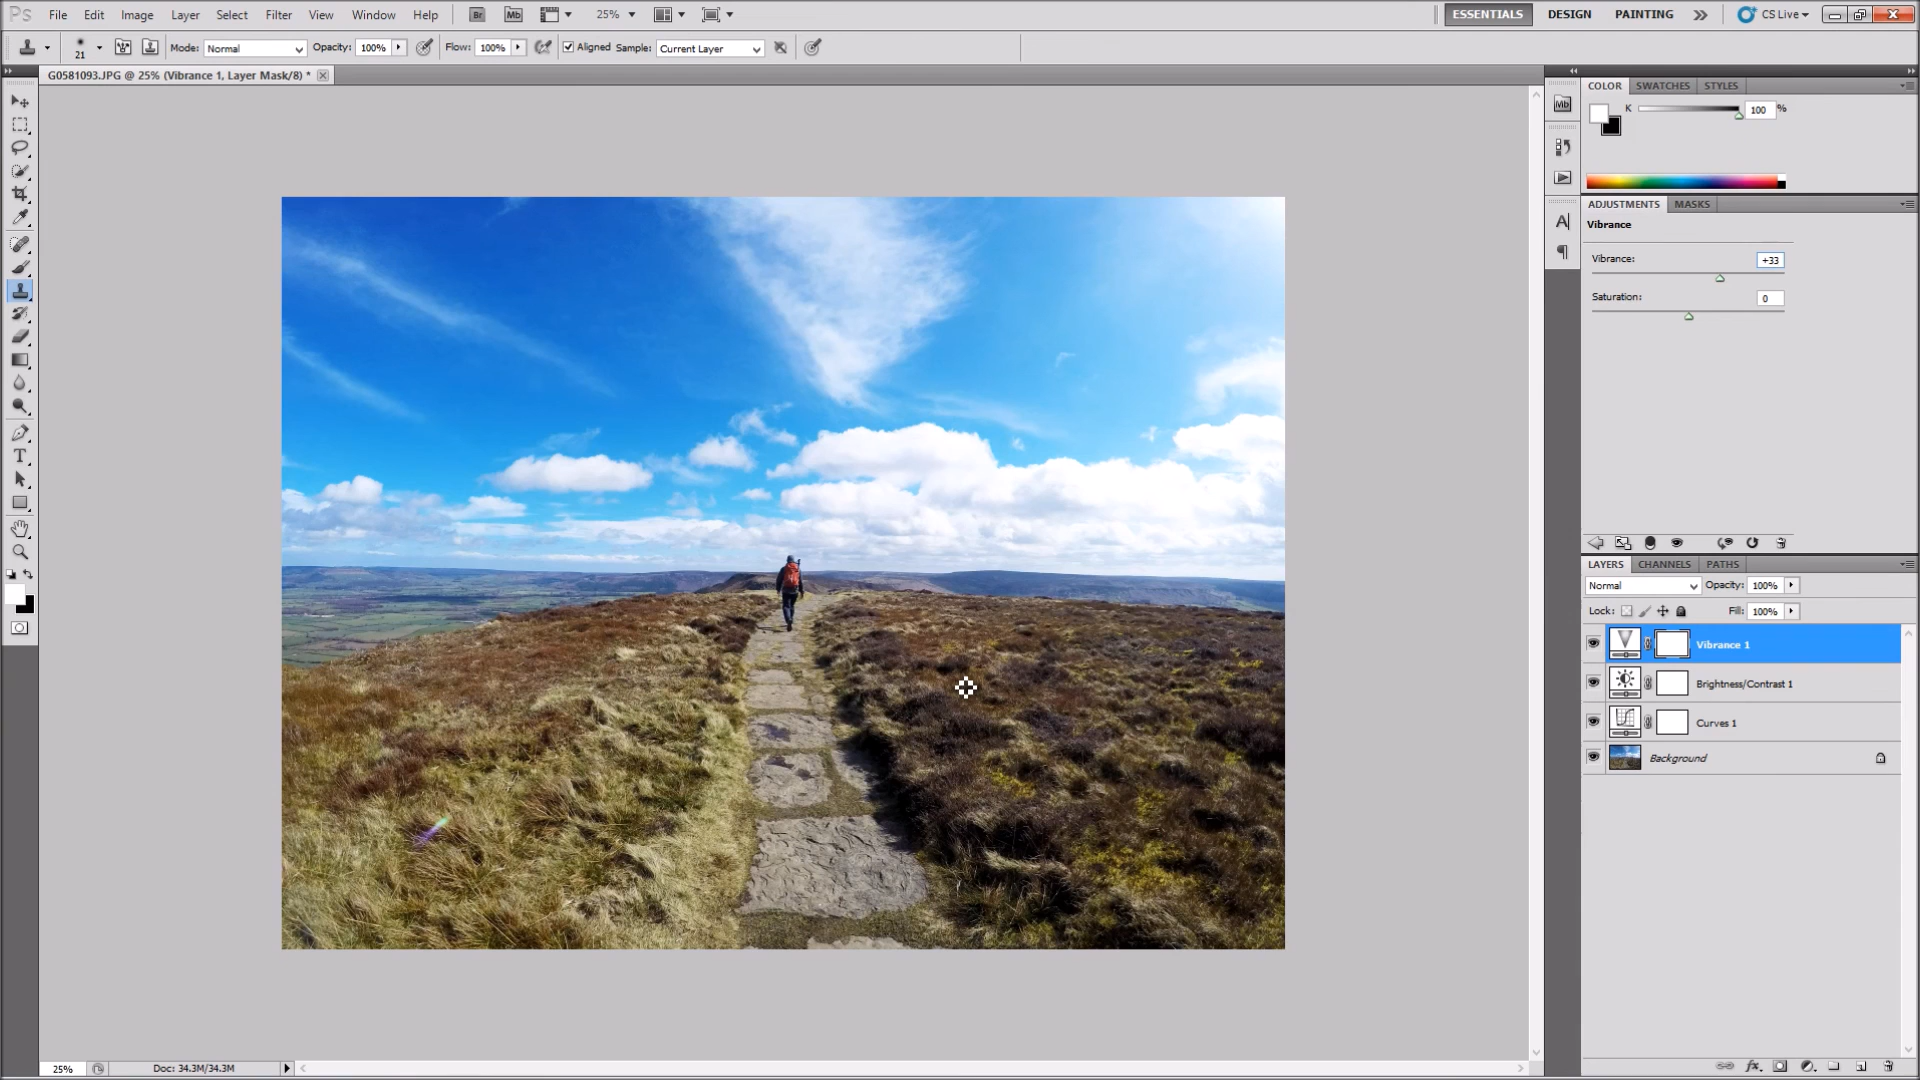 Ps File Edit Image Layer Select Filter View Window Help Br Mb 25% ESSENTIALS DESIGN PAINTING CS Live
21 Mode: Normal Opacity: 100% Flow: 100% Aligned Sample: Current Layer
G0581093.JPG @ 25% (Vibrance 1, Layer Mask/8) *
COLOR SWATCHES STYLES
Mb
K 100 %
ADJUSTMENTS MASKS
Vibrance
Vibrance: +33
Saturation: 0
LAYERS CHANNELS PATHS
Normal Opacity: 100%
Lock: Fill: 100%
Vibrance 1
Brightness/Contrast 1
Curves 1
Background
25% Doc: 34.3M/34.3M